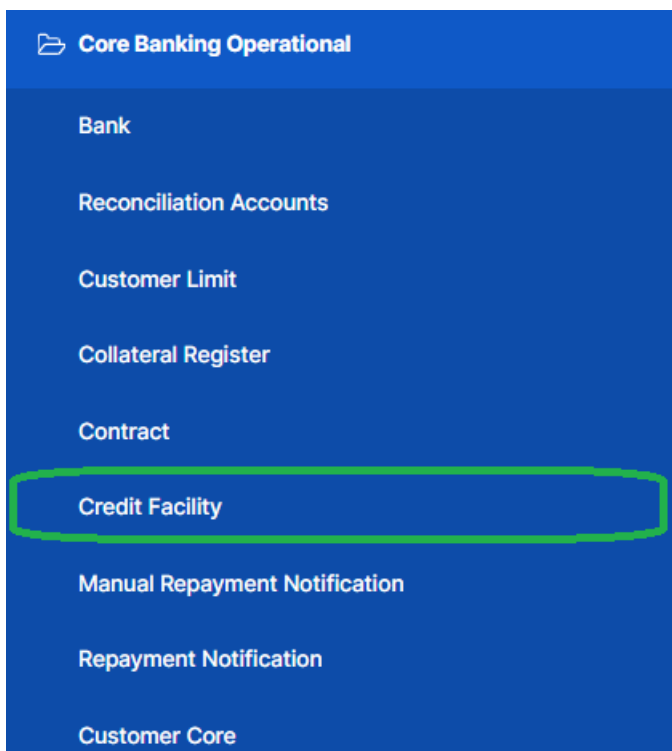 Core Banking Operational
Bank
Reconciliation Accounts
Customer Limit
Collateral Register
Contract
Credit Facility
Manual Repayment Notification
Repayment Notification
Customer Core